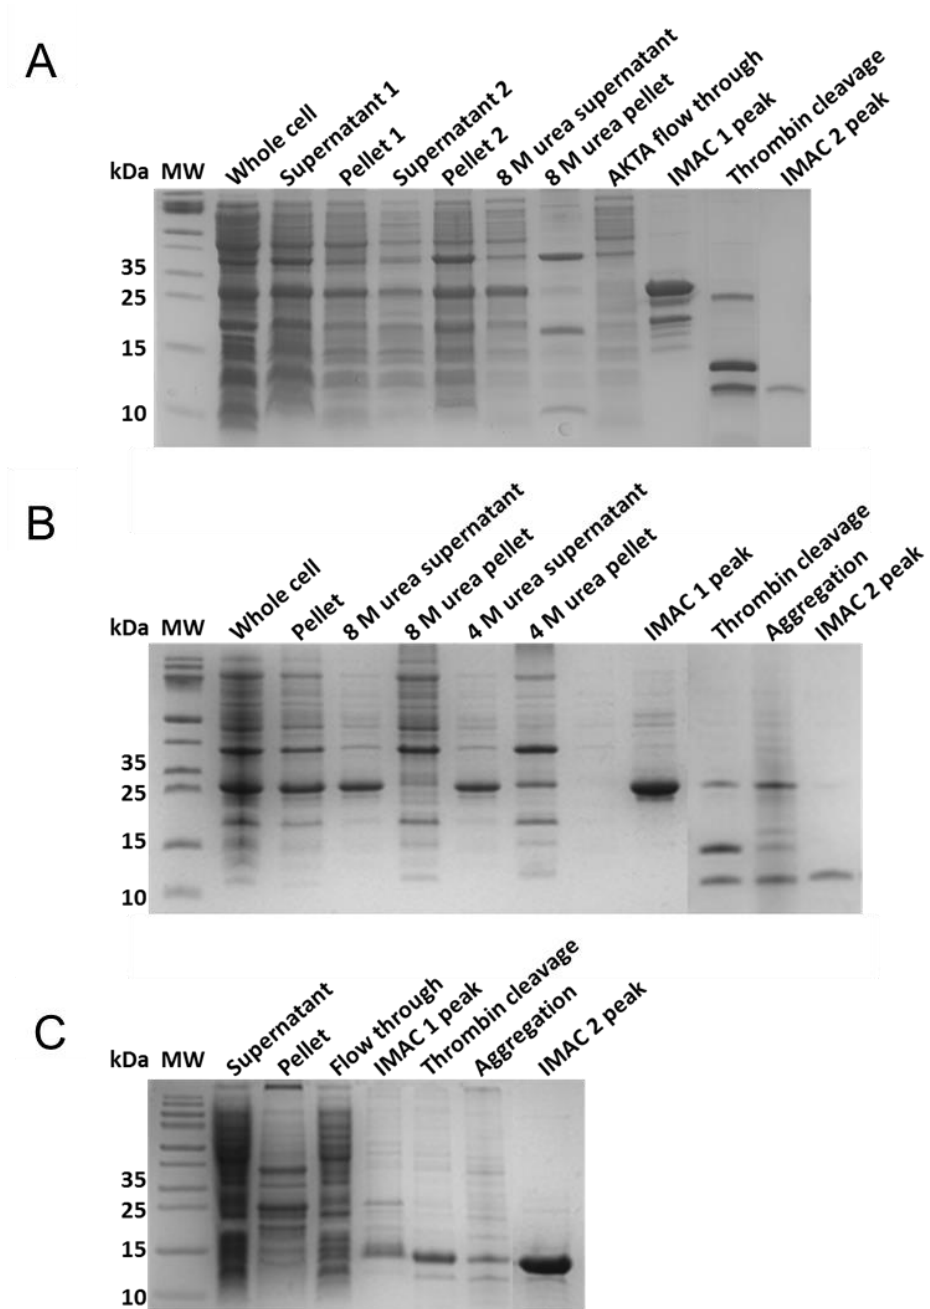 A
kDa MW Whole cell Supernatant 1 Pellet 1 Supernatant 2 Pellet 2 8 M urea supernatant 8 M urea pellet AKTA flow through IMAC 1 peak Thrombin cleavage IMAC 2 peak
35
25
15
10
B
kDa MW Whole cell Pellet 8 M urea supernatant 8 M urea pellet 4 M urea supernatant 4 M urea pellet IMAC 1 peak Thrombin cleavage Aggregation IMAC 2 peak
35
25
15
10
C
kDa MW Supernatant Pellet Flow through IMAC 1 peak Thrombin cleavage Aggregation IMAC 2 peak
35
25
15
10